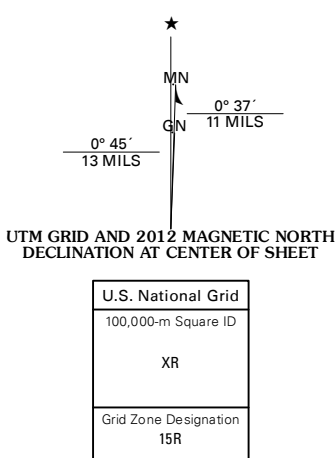 ★
MN
0° 37´
11 MILS
GN
0° 45´
13 MILS
UTM GRID AND 2012 MAGNETIC NORTH
DECLINATION AT CENTER OF SHEET
U.S. National Grid
100,000-m Square ID
XR
Grid Zone Designation
15R